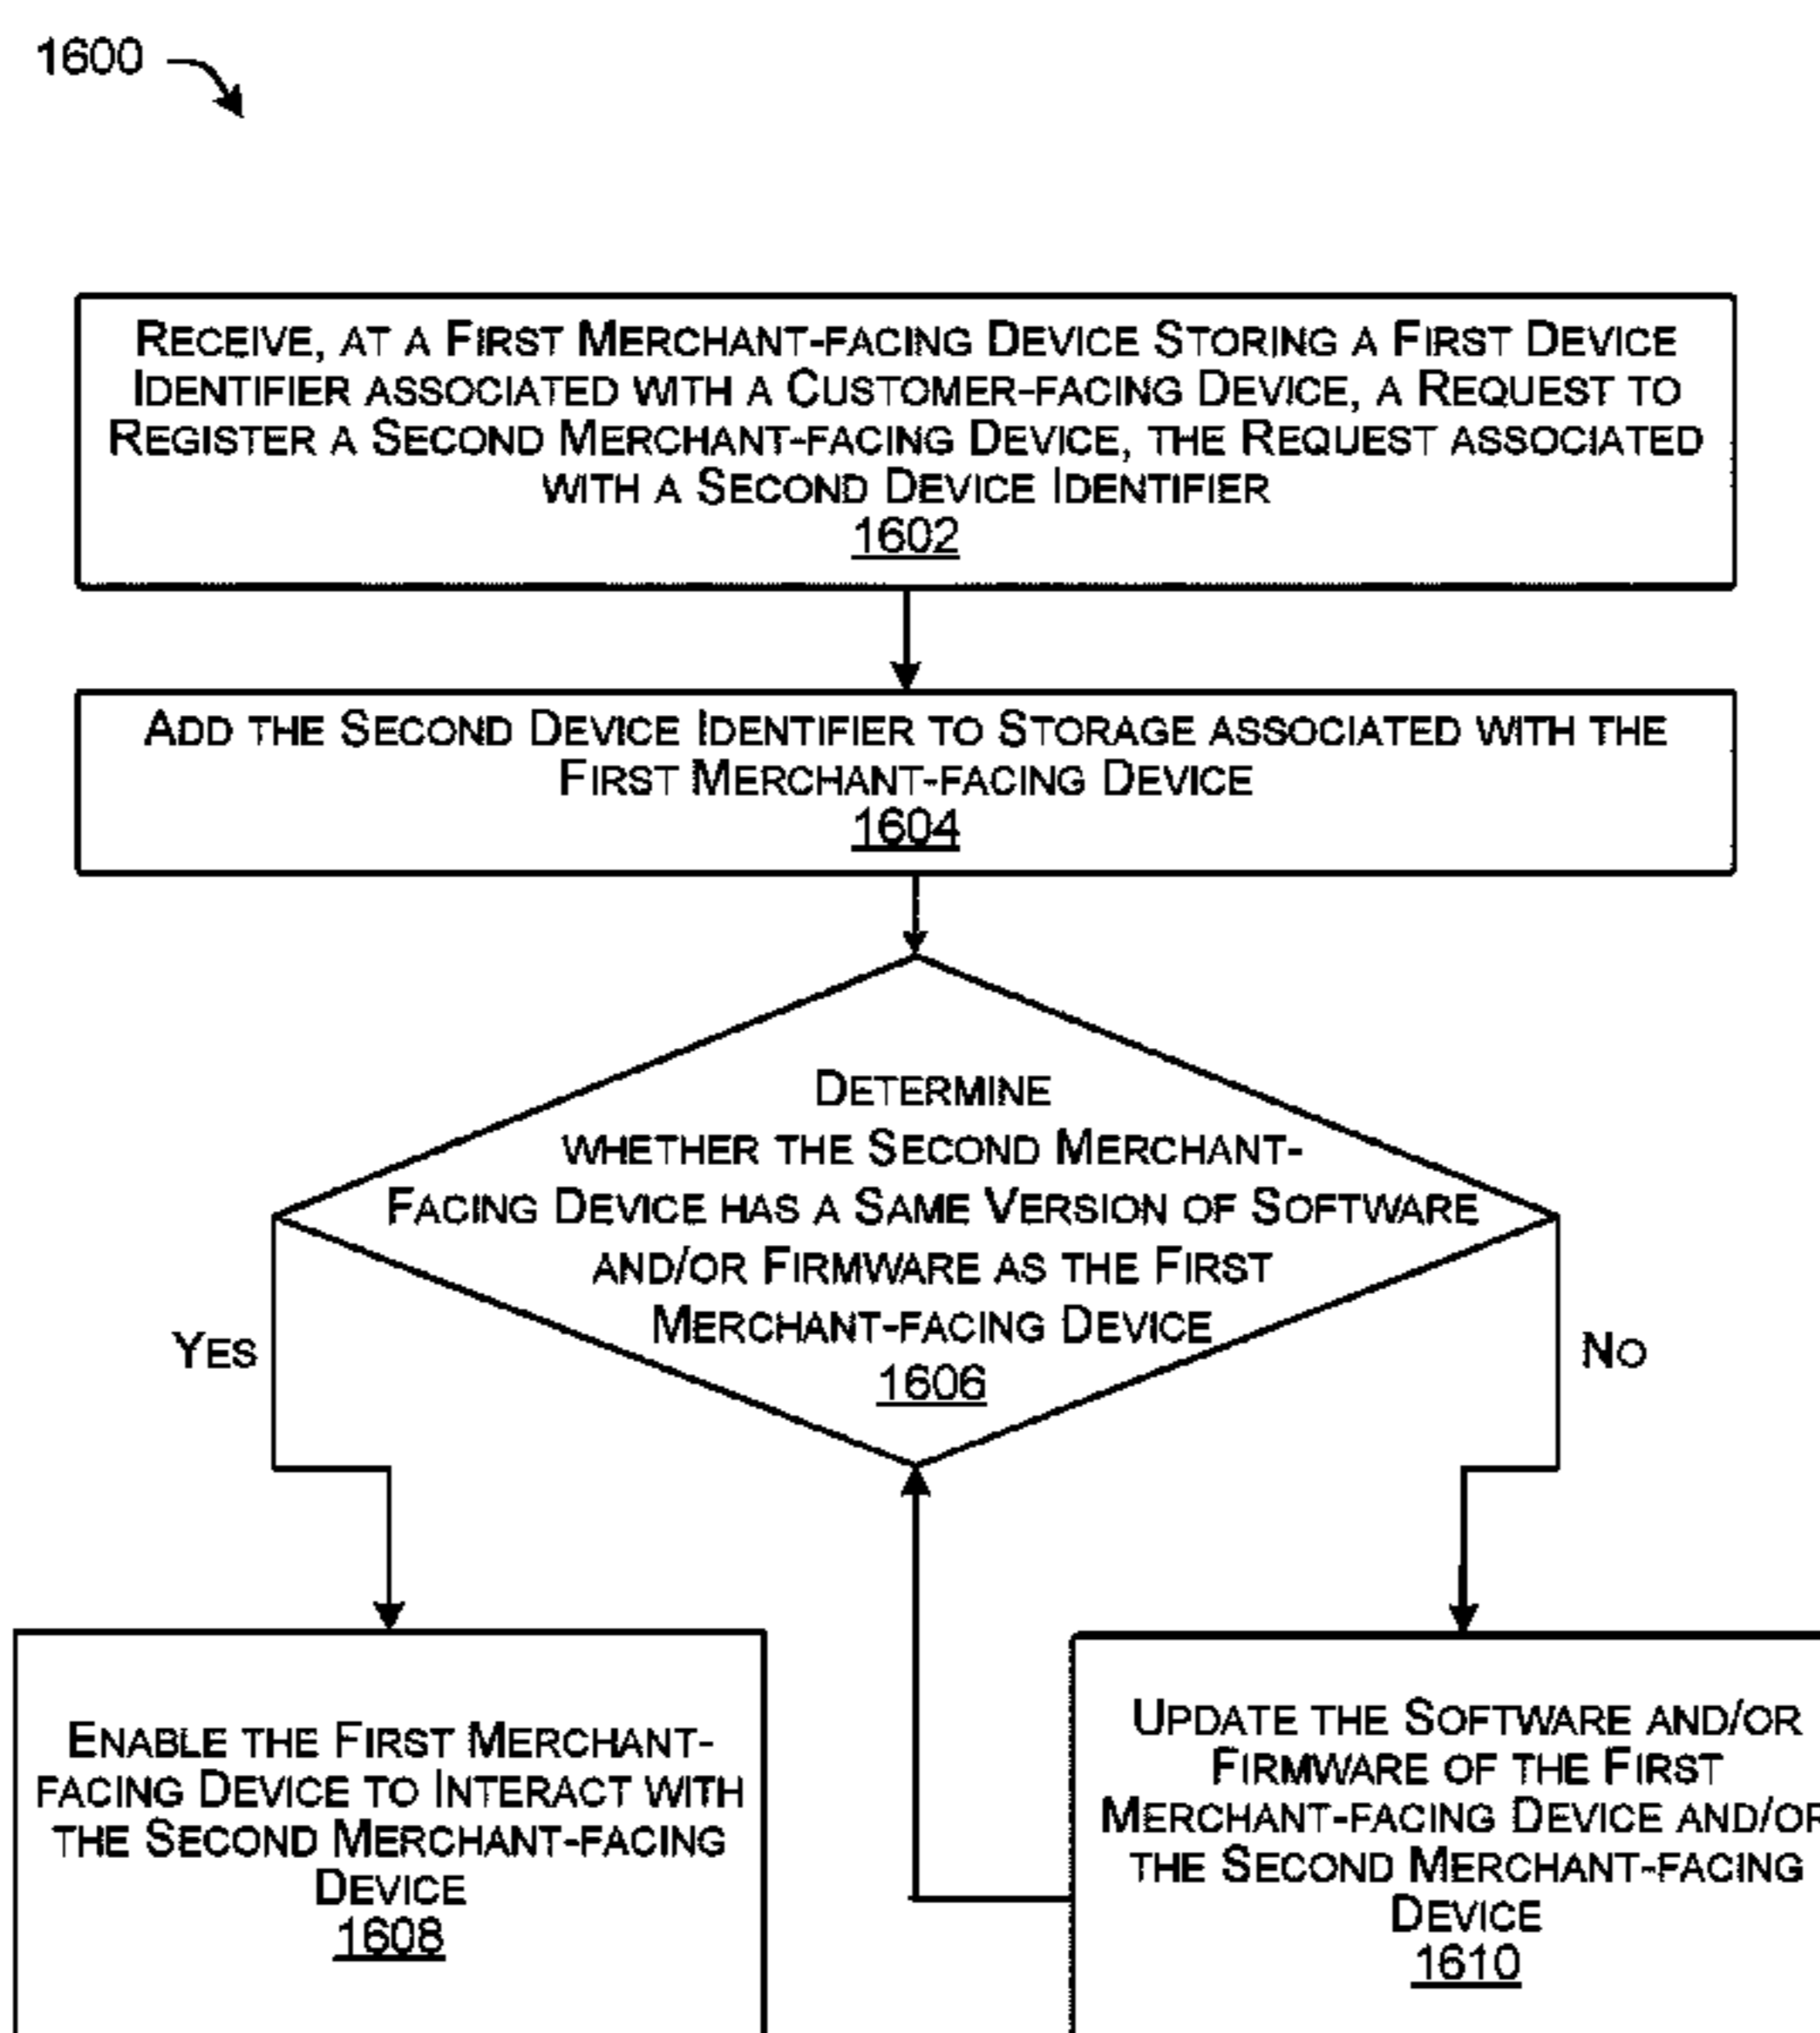 1600
RECEIVE, AT A FIRST MERCHANT-FACING DEVICE STORING A FIRST DEVICE
IDENTIFIER ASSOCIATED WITH A CUSTOMER-FACING DEVICE, A REQUEST TO
REGISTER A SECOND MERCHANT-FACING DEVICE, THE REQUEST ASSOCIATED
WITH A SECOND DEVICE IDENTIFIER
1602
ADD THE SECOND DEVICE IDENTIFIER TO STORAGE ASSOCIATED WITH THE
FIRST MERCHANT-FACING DEVICE
1604
DETERMINE
WHETHER THE SECOND MERCHANT-
FACING DEVICE HAS A SAME VERSION OF SOFTWARE
AND/OR FIRMWARE AS THE FIRST
MERCHANT-FACING DEVICE
1606
YES
NO
ENABLE THE FIRST MERCHANT-
FACING DEVICE TO INTERACT WITH
THE SECOND MERCHANT-FACING
DEVICE
1608
UPDATE THE SOFTWARE AND/OR
FIRMWARE OF THE FIRST
MERCHANT-FACING DEVICE AND/OR
THE SECOND MERCHANT-FACING
DEVICE
1610